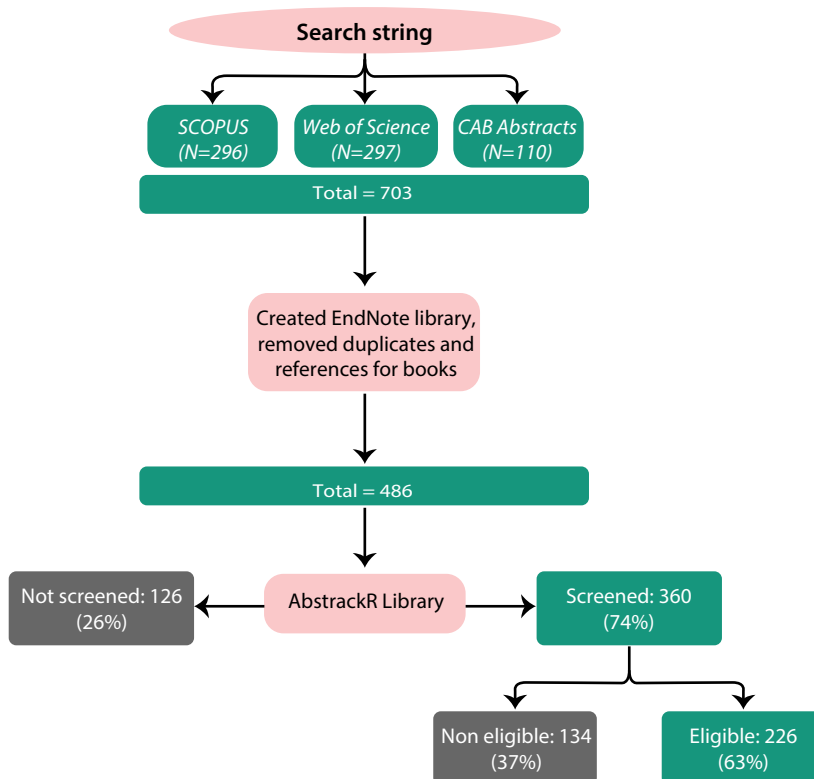 Search string
SCOPUS
(N=296)
Web of Science
(N=297)
CAB Abstracts
(N=110)
Total = 703
Created EndNote library,
removed duplicates and
references for books
Total = 486
Not screened: 126
(26%)
AbstrackR Library
Screened: 360
(74%)
Non eligible: 134
(37%)
Eligible: 226
(63%)